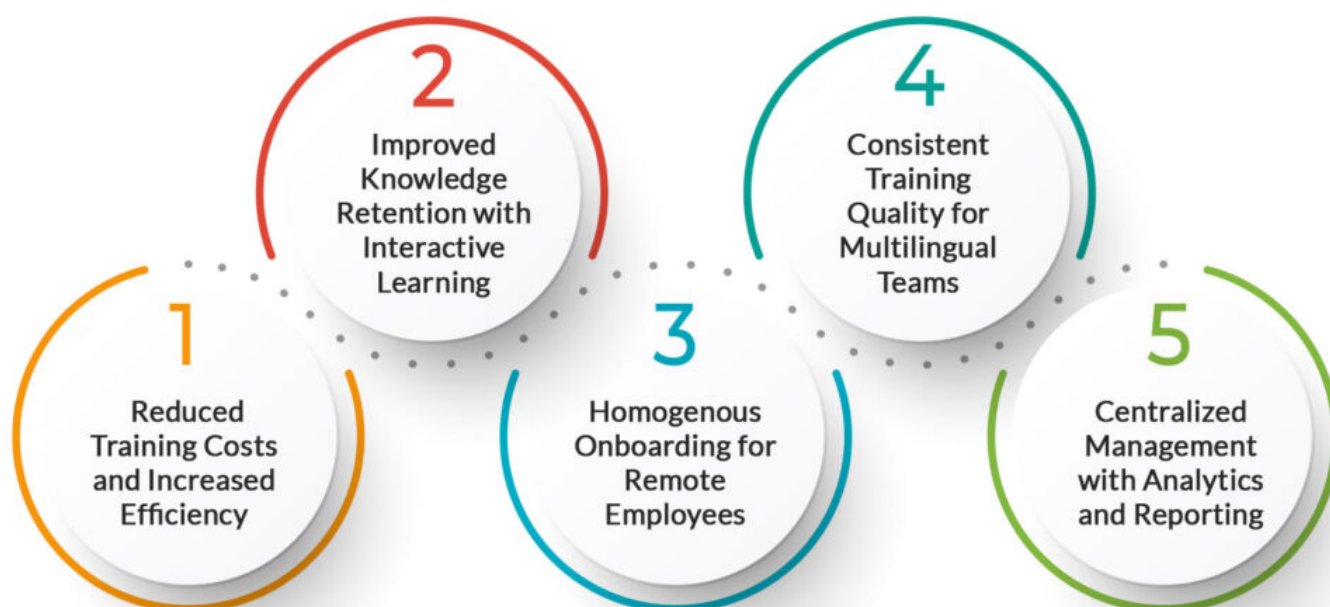 1
Reduced
Training Costs
and Increased
Efficiency
2
Improved
Knowledge
Retention with
Interactive
Learning
3
Homogenous
Onboarding for
Remote
Employees
4
Consistent
Training
Quality for
Multilingual
Teams
5
Centralized
Management
with Analytics
and Reporting